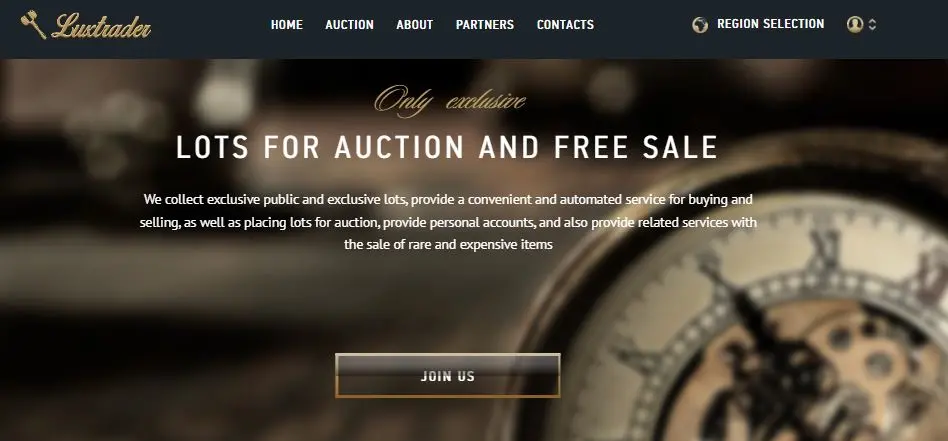 Luxtrader
HOME AUCTION ABOUT PARTNERS CONTACTS REGION SELECTION
Only exclusive
LOTS FOR AUCTION AND FREE SALE
We collect exclusive public and exclusive lots, provide a convenient and automated service for buying and
selling, as well as placing lots for auction, provide personal accounts, and also provide related services with
the sale of rare and expensive items
JOIN US